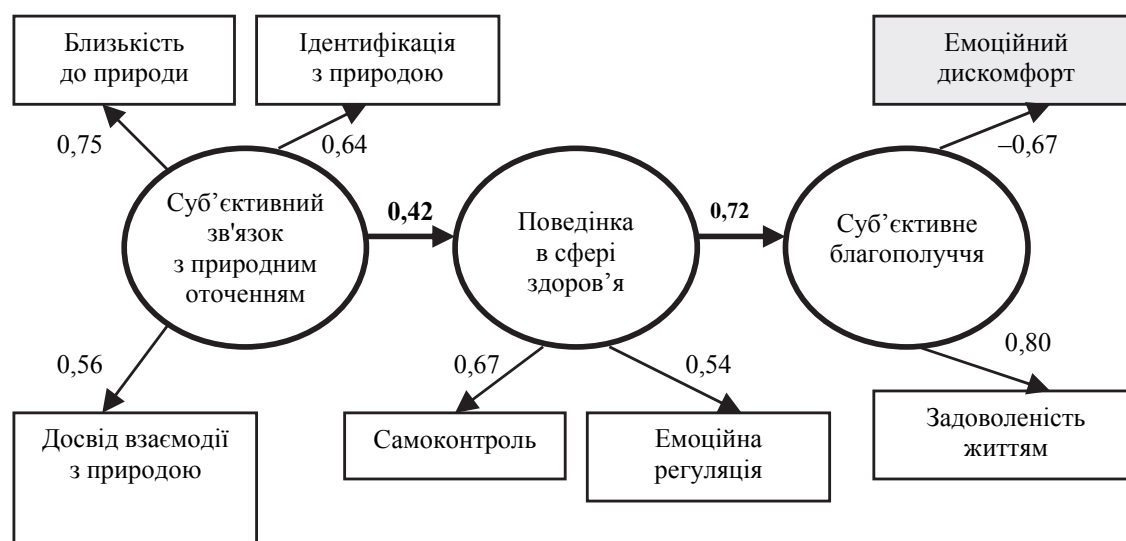 Близькість
до природи
Ідентифікація
з природою
Емоційний
дискомфорт
0,75
0,64
–0,67
Суб’єктивний
зв'язок
з природним
оточенням
0,42
Поведінка
в сфері
здоров’я
0,72
Суб’єктивне
благополуччя
0,56
0,67
0,54
0,80
Досвід взаємодії
з природою
Самоконтроль
Емоційна
регуляція
Задоволеність
життям